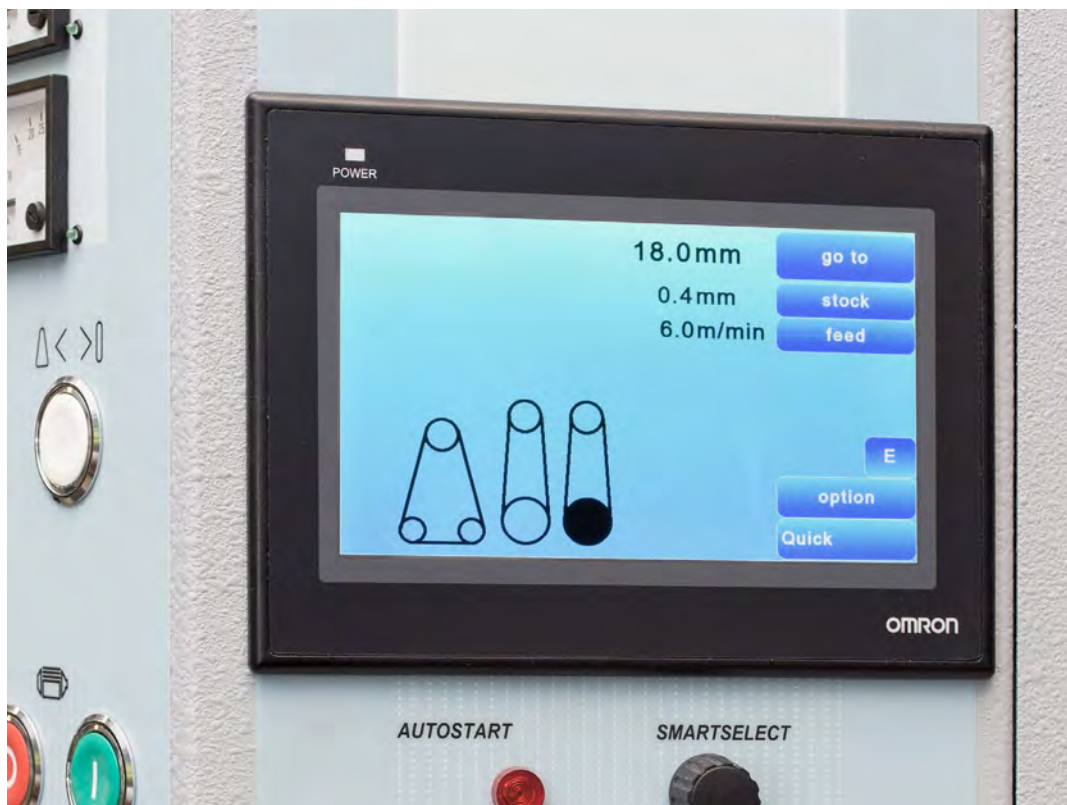 POWER
18.0mm go to
0.4mm stock
6.0m/min feed
E
option
Quick
OMRON
AUTOSTART SMARTSELECT